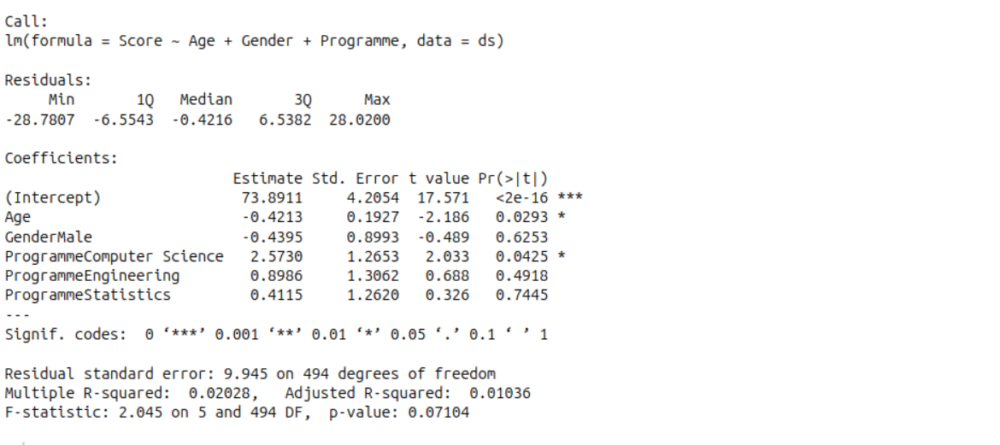 Call:
lm(formula = Score ~ Age + Gender + Programme, data = ds)
Residuals:
     Min       1Q   Median       3Q      Max
-28.7807  -6.5543  -0.4216   6.5382  28.0200
Coefficients:
                          Estimate Std. Error t value Pr(>|t|)
(Intercept)                73.8911     4.2054  17.571   <2e-16 ***
Age                        -0.4213     0.1927  -2.186   0.0293 *
GenderMale                 -0.4395     0.8993  -0.489   0.6253
ProgrammeComputer Science   2.5730     1.2653   2.033   0.0425 *
ProgrammeEngineering        0.8986     1.3062   0.688   0.4918
ProgrammeStatistics         0.4115     1.2620   0.326   0.7445
---
Signif. codes:  0 ‘***’ 0.001 ‘**’ 0.01 ‘*’ 0.05 ‘.’ 0.1 ‘ ’ 1
Residual standard error: 9.945 on 494 degrees of freedom
Multiple R-squared:  0.02028,   Adjusted R-squared:  0.01036
F-statistic: 2.045 on 5 and 494 DF,  p-value: 0.07104